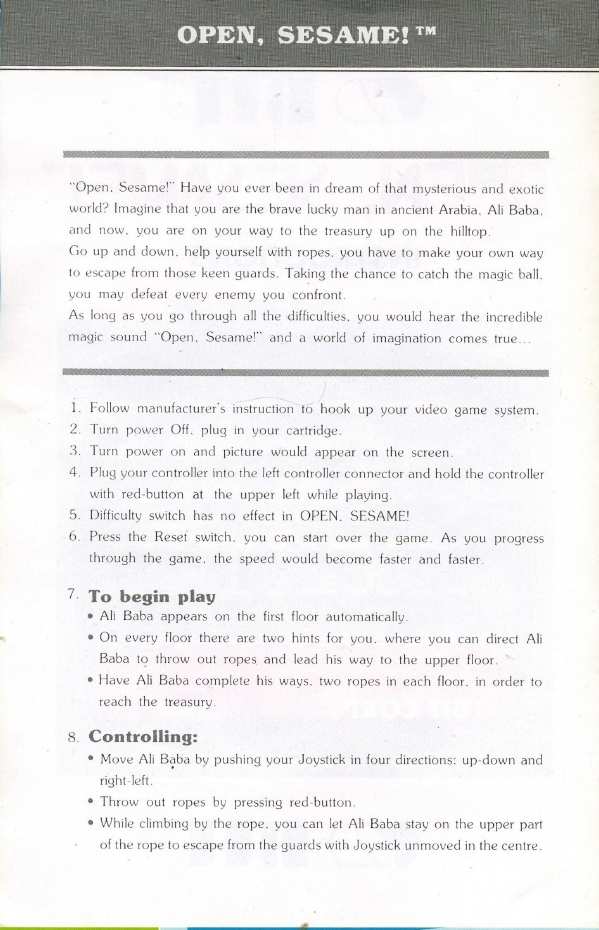 OPEN, SESAME! ™
"Open, Sesame!" Have you ever been in dream of that mysterious and exotic
world? Imagine that you are the brave lucky man in ancient Arabia, Ali Baba,
and now, you are on your way to the treasury up on the hilltop.
Go up and down, help yourself with ropes, you have to make your own way
to escape from those keen guards. Taking the chance to catch the magic ball,
you may defeat every enemy you confront.
As long as you go through all the difficulties, you would hear the incredible
magic sound "Open, Sesame!" and a world of imagination comes true...
1. Follow manufacturer's instruction to hook up your video game system.
2. Turn power Off, plug in your cartridge.
3. Turn power on and picture would appear on the screen.
4. Plug your controller into the left controller connector and hold the controller
with red-button at the upper left while playing.
5. Difficulty switch has no effect in OPEN, SESAME!
6. Press the Reset switch, you can start over the game. As you progress
through the game, the speed would become faster and faster.
7. To begin play
• Ali Baba appears on the first floor automatically.
• On every floor there are two hints for you, where you can direct Ali
Baba to throw out ropes and lead his way to the upper floor.
• Have Ali Baba complete his ways, two ropes in each floor, in order to
reach the treasury.
8. Controlling:
• Move Ali Baba by pushing your Joystick in four directions: up-down and
right-left.
• Throw out ropes by pressing red-button.
• While climbing by the rope, you can let Ali Baba stay on the upper part
of the rope to escape from the guards with Joystick unmoved in the centre.